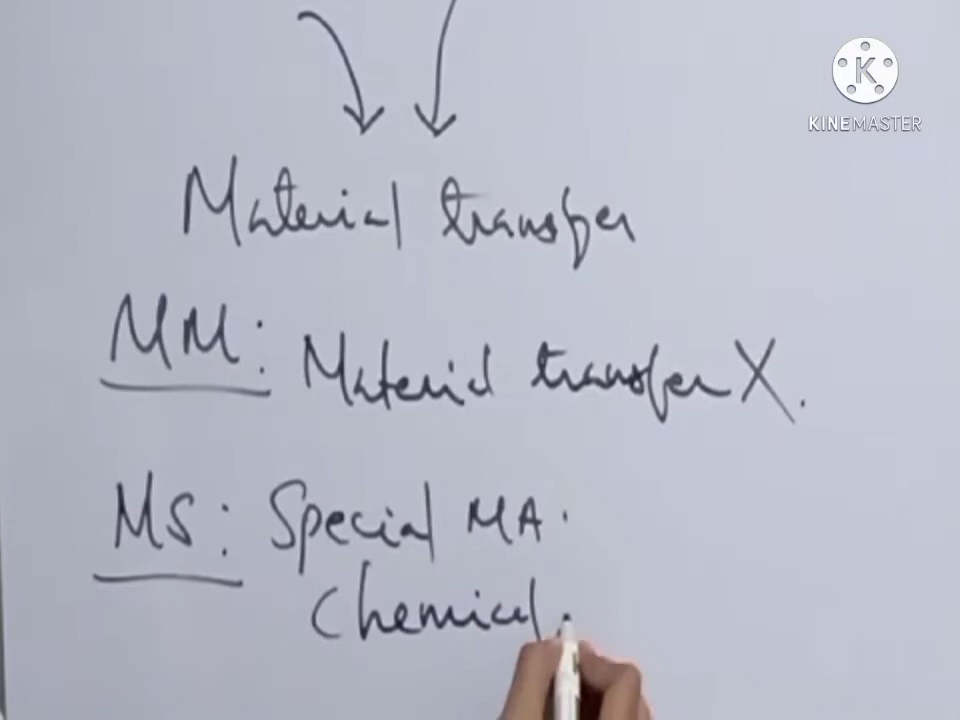 KINEMASTER
Material transfer
MM: Material transfer X.
MS: Special MA.
Chemical.